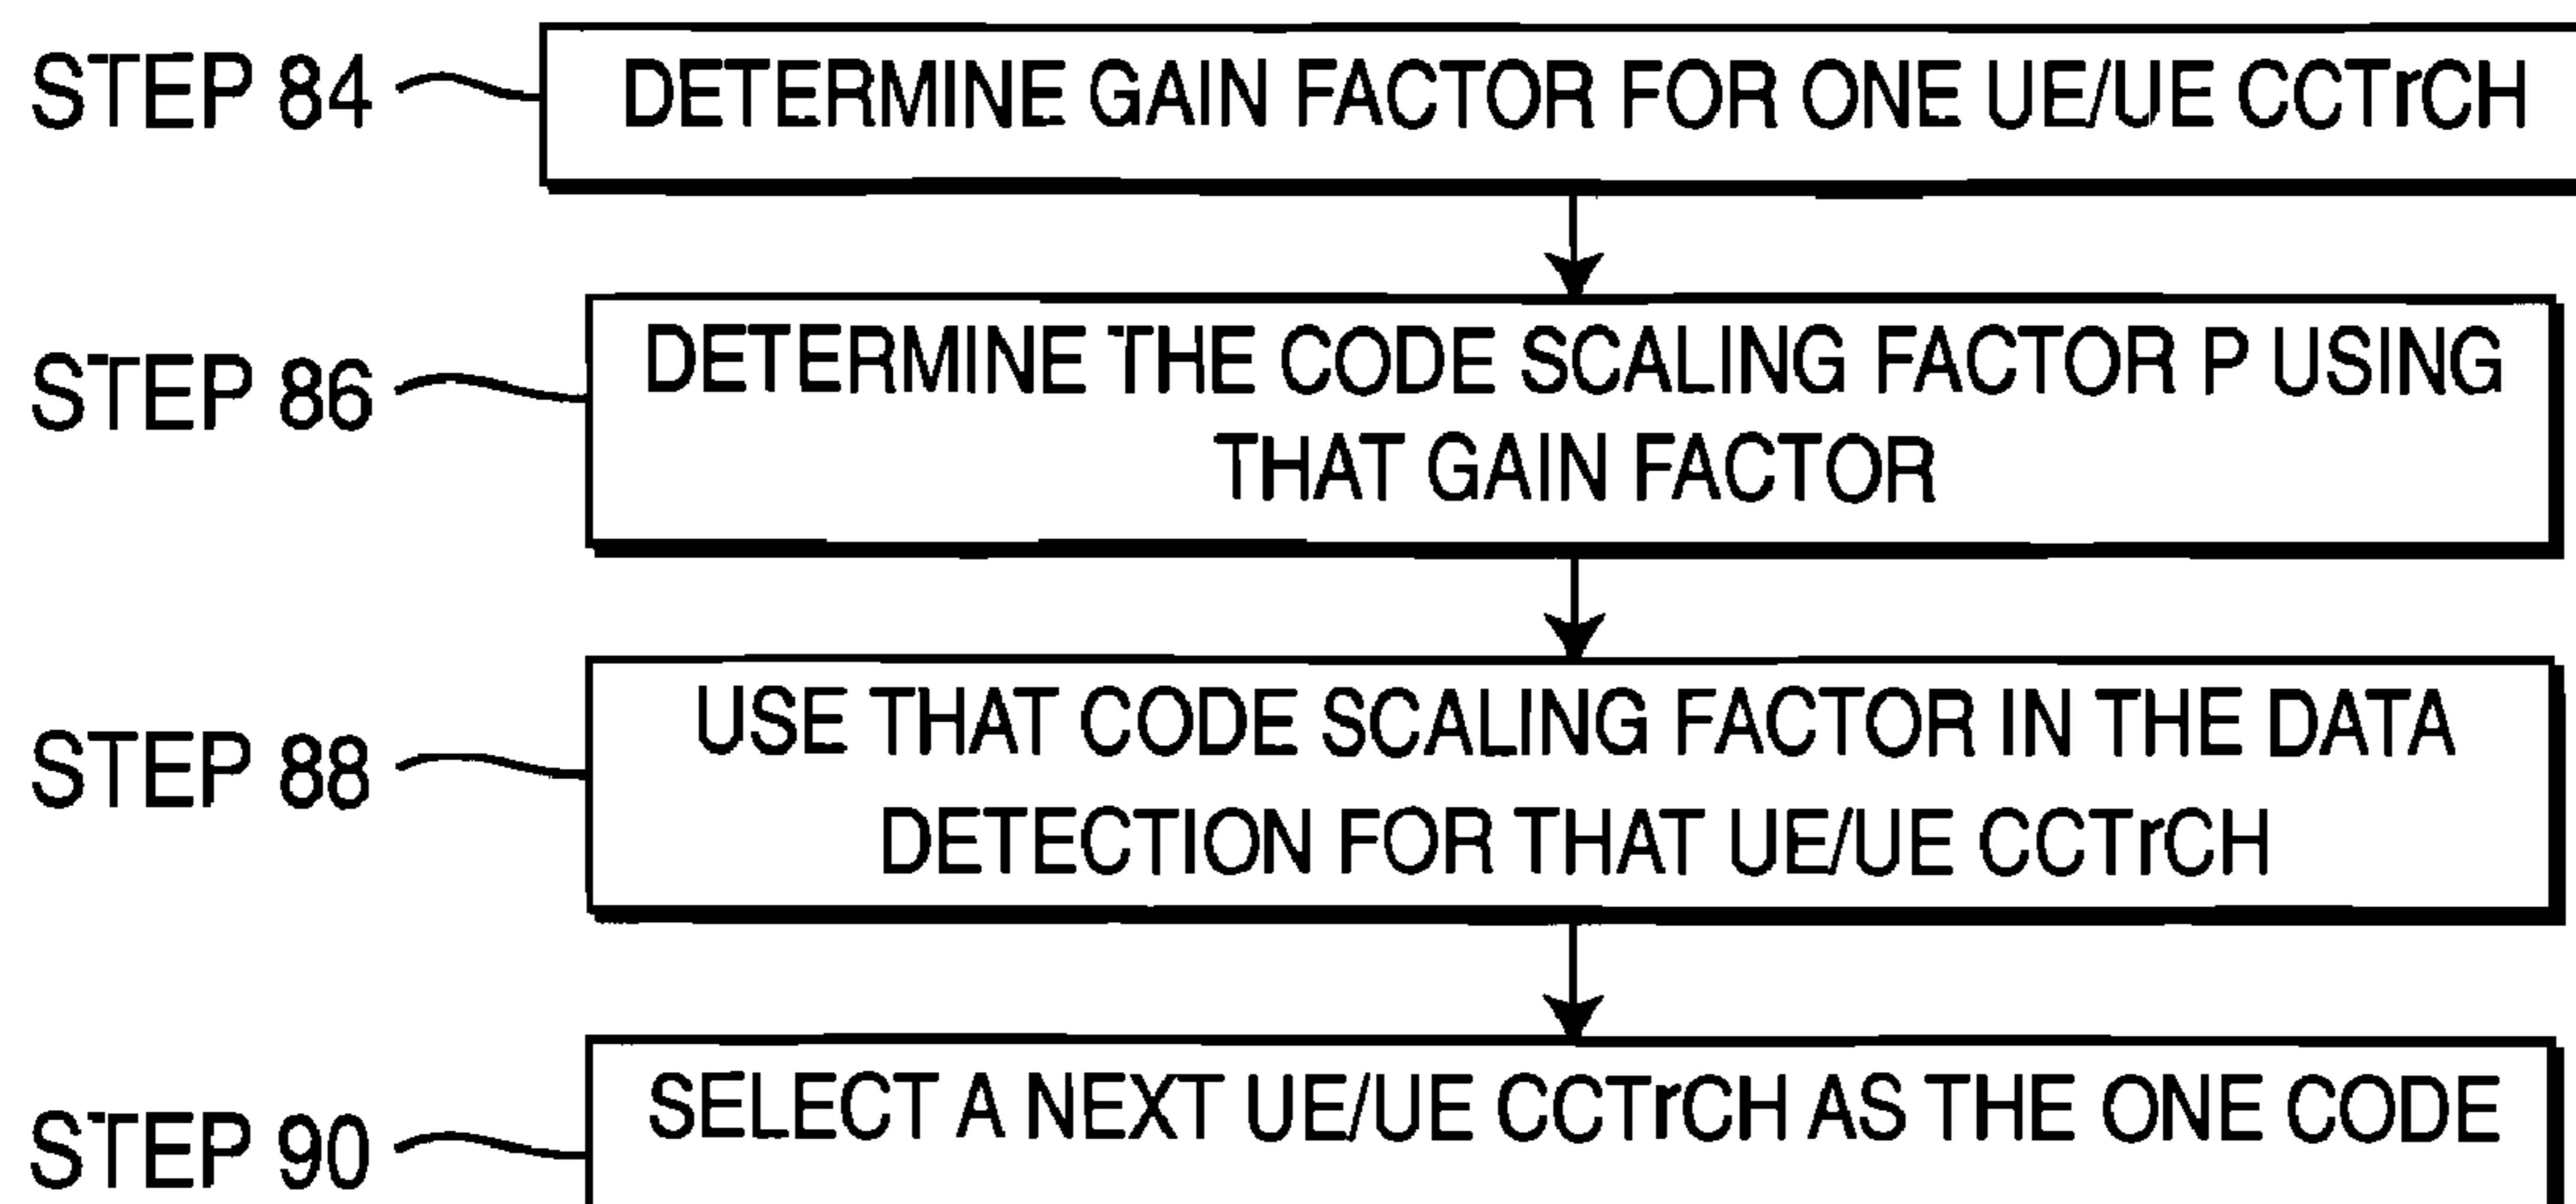 STEP 84
DETERMINE GAIN FACTOR FOR ONE UE/UE CCTrCH
STEP 86
DETERMINE THE CODE SCALING FACTOR P USING
THAT GAIN FACTOR
STEP 88
USE THAT CODE SCALING FACTOR IN THE DATA
DETECTION FOR THAT UE/UE CCTrCH
STEP 90
SELECT A NEXT UE/UE CCTrCH AS THE ONE CODE